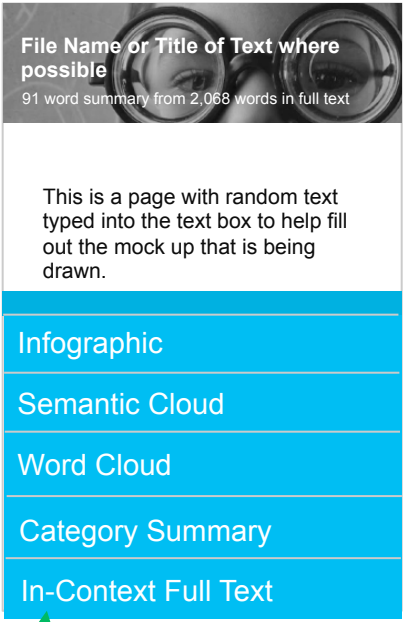 File Name or Title of Text where
possible
91 word summary from 2,068 words in full text
This is a page with random text
typed into the text box to help fill
out the mock up that is being
drawn.
Infographic
Semantic Cloud
Word Cloud
Category Summary
In-Context Full Text